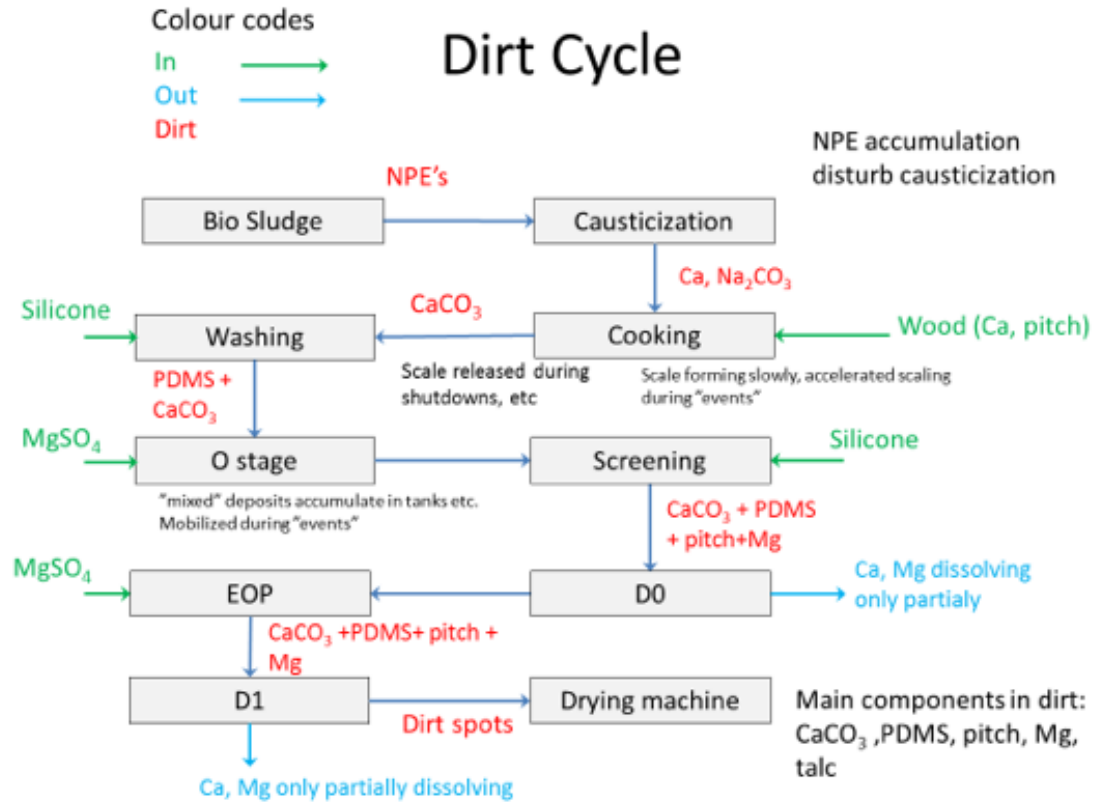 Colour codes
Dirt Cycle
In
Out
Dirt
NPE accumulation
disturb causticization
NPE's
Bio Sludge
Causticization
Ca, Na₂CO₃
Silicone
CaCO₃
Wood (Ca, pitch)
Washing
Cooking
PDMS +
CaCO₃
Scale released during
shutdowns, etc
Scale forming slowly, accelerated scaling
during "events"
MgSO₄
Silicone
O stage
Screening
"mixed" deposits accumulate in tanks etc.
Mobilized during "events"
CaCO₃ + PDMS
+ pitch+Mg
MgSO₄
EOP
D0
Ca, Mg dissolving
only partialy
CaCO₃ +PDMS+ pitch +
Mg
D1
Drying machine
Dirt spots
Main components in dirt:
CaCO₃ ,PDMS, pitch, Mg,
talc
Ca, Mg only partially dissolving